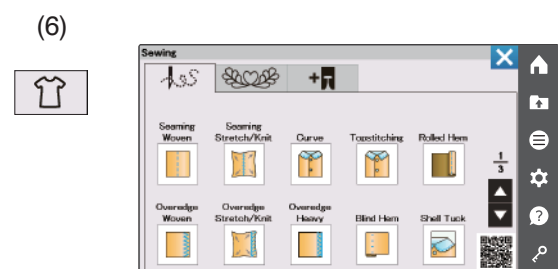 (6)
Sewing
Seaming Woven
Seaming Stretch/Knit
Curve
Topstitching
Rolled Hem
1
3
Overedge Woven
Overedge Stretch/Knit
Overedge Heavy
Blind Hem
Shell Tuck